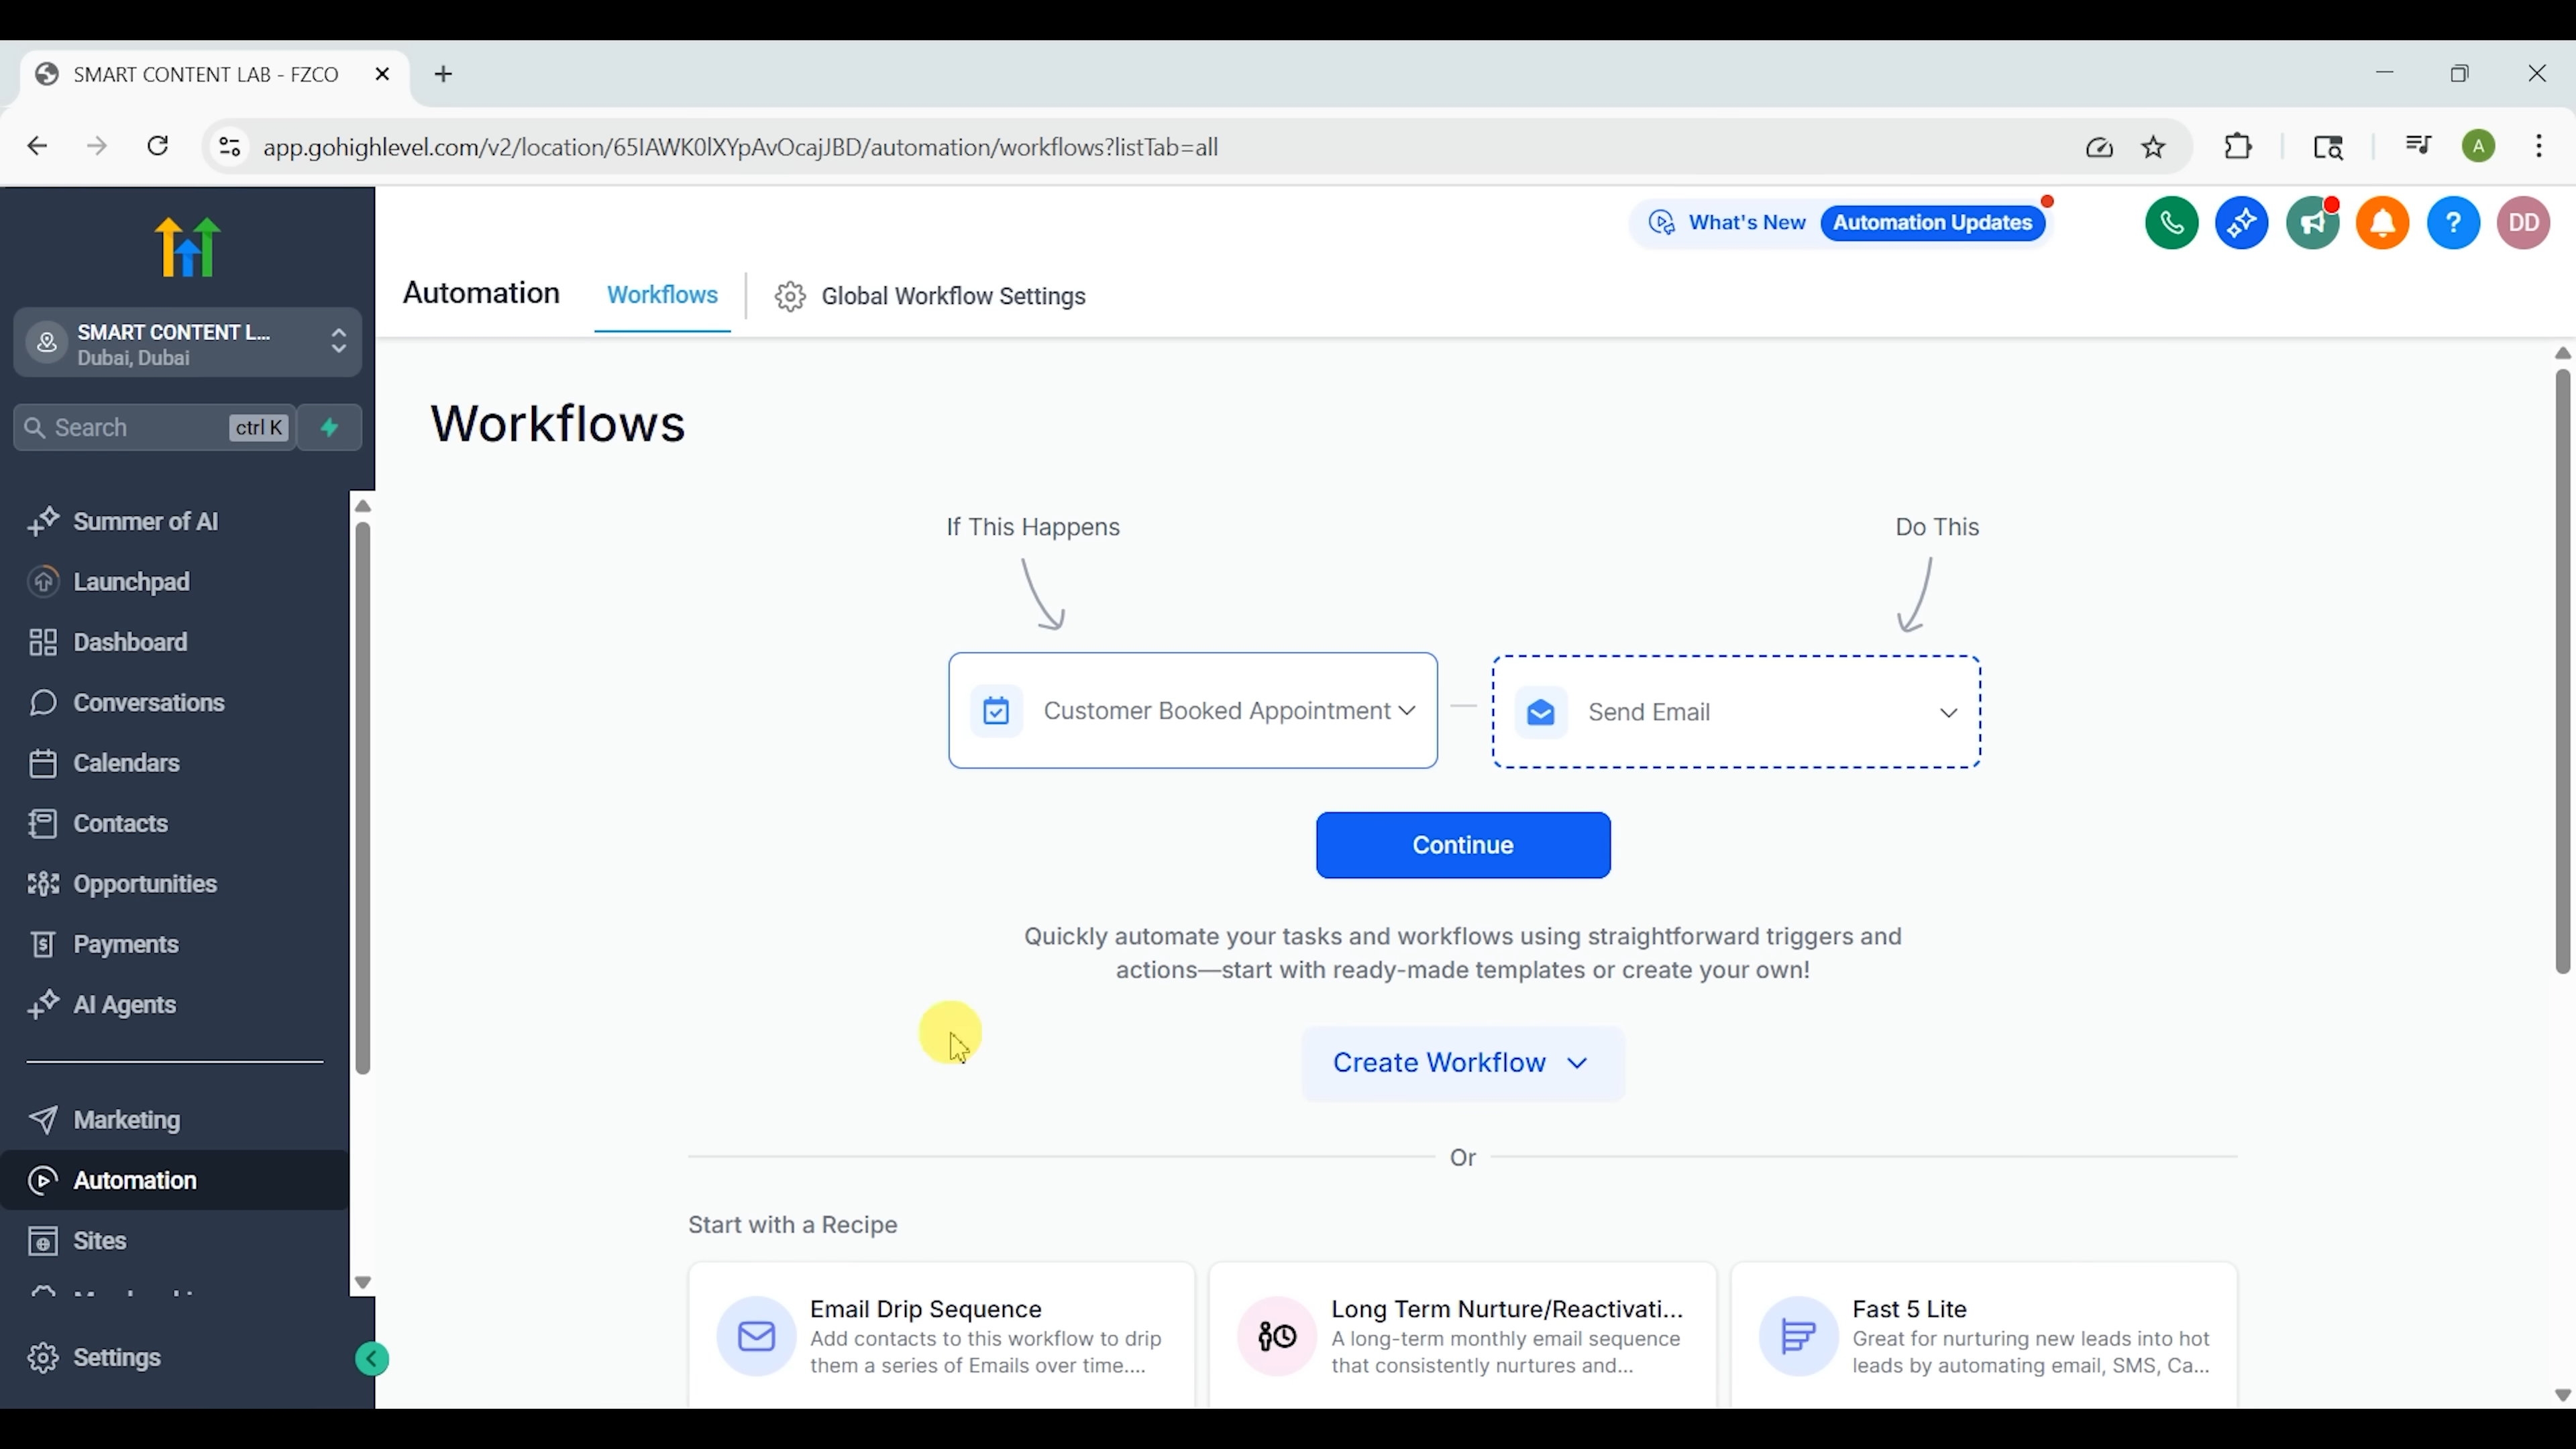 SMART CONTENT LAB - FZCO
app.gohighlevel.com/v2/location/65IAWK0lXYpAvOcajJBD/automation/workflows?listTab=all
A
What's New
Automation Updates
?
DD
Automation
Workflows
Global Workflow Settings
SMART CONTENT L...
Dubai, Dubai
Search
ctrl K
Summer of AI
Launchpad
Dashboard
Conversations
Calendars
Contacts
Opportunities
Payments
AI Agents
Marketing
Automation
Sites
Settings
Workflows
If This Happens
Do This
Customer Booked Appointment
Send Email
Continue
Quickly automate your tasks and workflows using straightforward triggers and
actions—start with ready-made templates or create your own!
Create Workflow
Or
Start with a Recipe
Email Drip Sequence
Add contacts to this workflow to drip
them a series of Emails over time....
Long Term Nurture/Reactivati...
A long-term monthly email sequence
that consistently nurtures and...
Fast 5 Lite
Great for nurturing new leads into hot
leads by automating email, SMS, Ca...